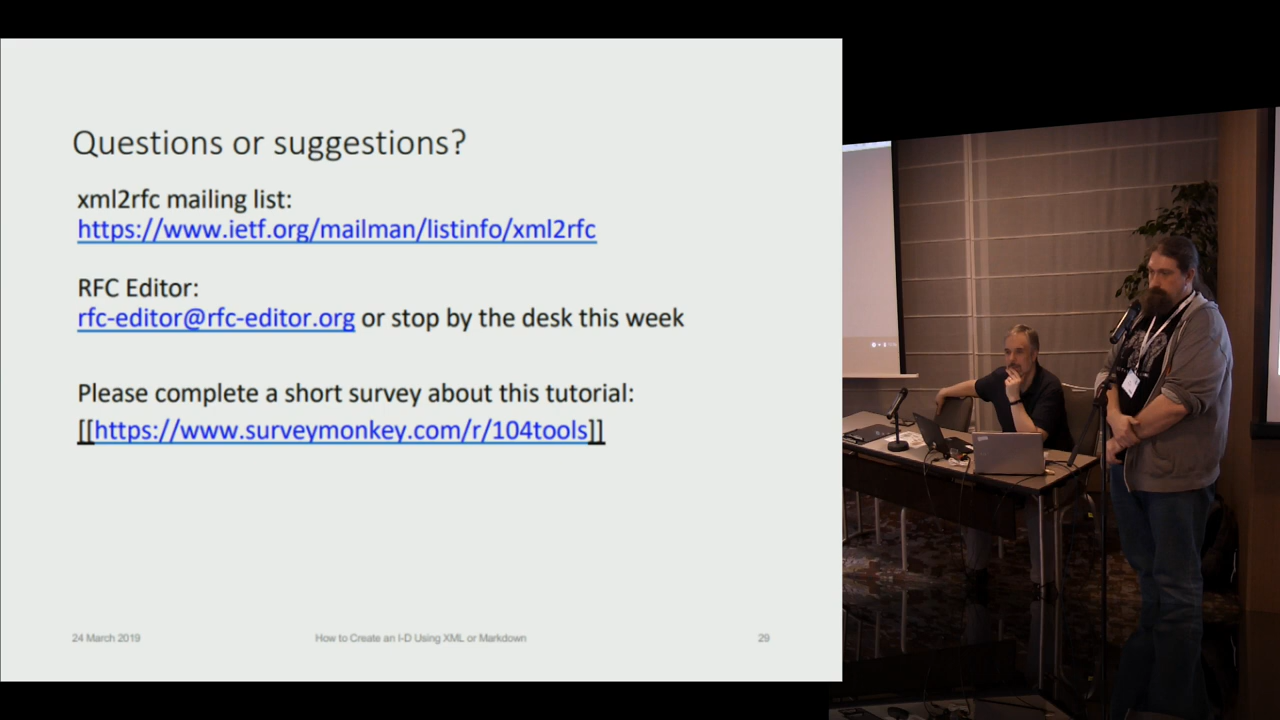 Questions or suggestions?
xml2rfc mailing list:
https://www.ietf.org/mailman/listinfo/xml2rfc
RFC Editor:
rfc-editor@rfc-editor.org or stop by the desk this week
Please complete a short survey about this tutorial:
[[https://www.surveymonkey.com/r/104tools]]
24 March 2019
How to Create an I-D Using XML or Markdown
29